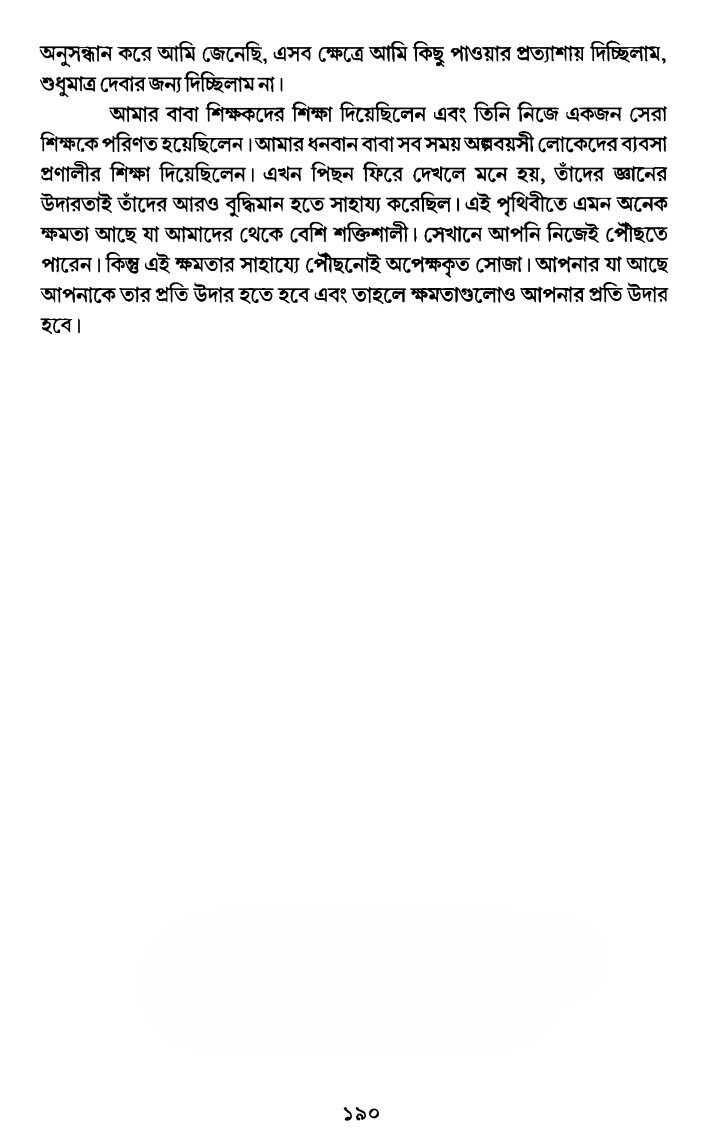 অনুসন্ধান করে আমি জেনেছি, এসব ক্ষেত্রে আমি কিছু পাওয়ার প্রত্যাশায় দিচ্ছিলাম,
শুধুমাত্র দেবার জন্য দিচ্ছিলাম না।
আমার বাবা শিক্ষকদের শিক্ষা দিয়েছিলেন এবং তিনি নিজে একজন সেরা
শিক্ষকে পরিণত হয়েছিলেন। আমার ধনবান বাবা সব সময় অল্পবয়সী লোকেদের ব্যবসা
প্রণালীর শিক্ষা দিয়েছিলেন। এখন পিছন ফিরে দেখলে মনে হয়, তাঁদের জ্ঞানের
উদারতাই তাঁদের আরও বুদ্ধিমান হতে সাহায্য করেছিল। এই পৃথিবীতে এমন অনেক
ক্ষমতা আছে যা আমাদের থেকে বেশি শক্তিশালী। সেখানে আপনি নিজেই পৌঁছতে
পারেন। কিন্তু এই ক্ষমতার সাহায্যে পৌঁছনোই অপেক্ষকৃত সোজা। আপনার যা আছে
আপনাকে তার প্রতি উদার হতে হবে এবং তাহলে ক্ষমতাগুলোও আপনার প্রতি উদার
হবে।
১৯০